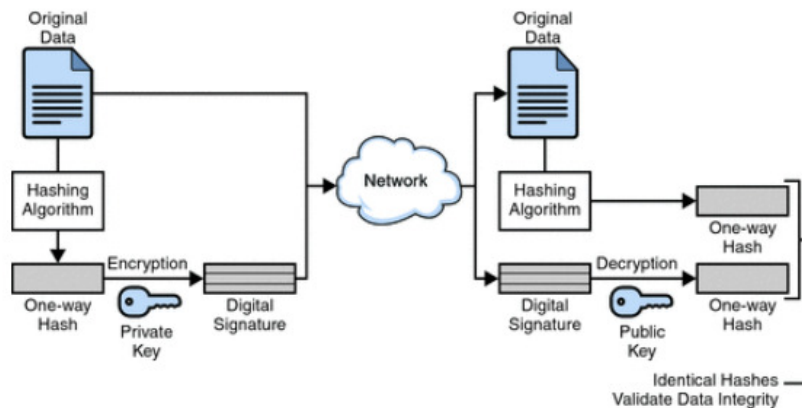 Original
Data
Hashing
Algorithm
One-way
Hash
Encryption
Private
Key
Digital
Signature
Network
Original
Data
Hashing
Algorithm
One-way
Hash
Digital
Signature
Decryption
Public
Key
One-way
Hash
Identical Hashes
Validate Data Integrity